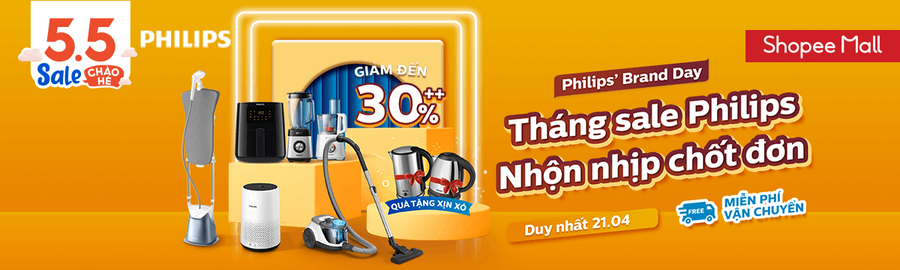 5.5
Sale
CHÀO
HÈ
PHILIPS
GIẢM ĐẾN
30%++
QUÀ TẶNG XỊN XÒ
Shopee Mall
Philips' Brand Day
Tháng sale Philips
Nhộn nhịp chốt đơn
Duy nhất 21.04
FREE
MIỄN PHÍ
VẬN CHUYỂN